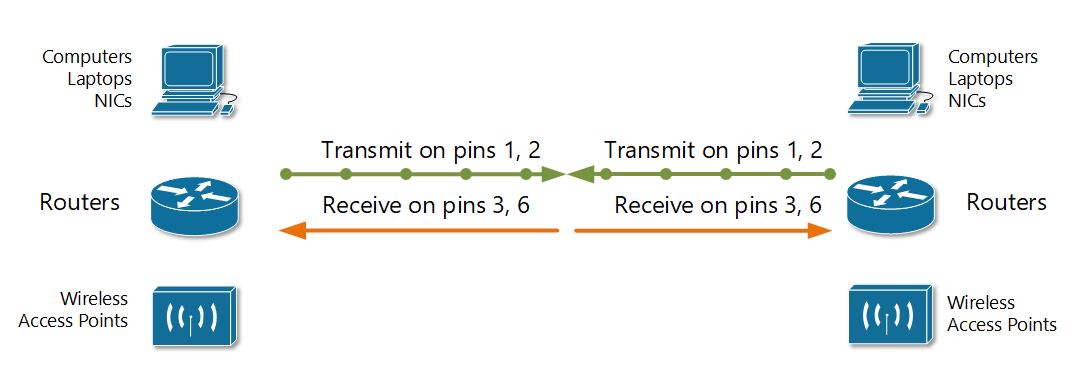 Computers
Laptops
NICs
Computers
Laptops
NICs
Transmit on pins 1, 2
Transmit on pins 1, 2
Routers
Receive on pins 3, 6
Receive on pins 3, 6
Routers
Wireless
Access Points
Wireless
Access Points